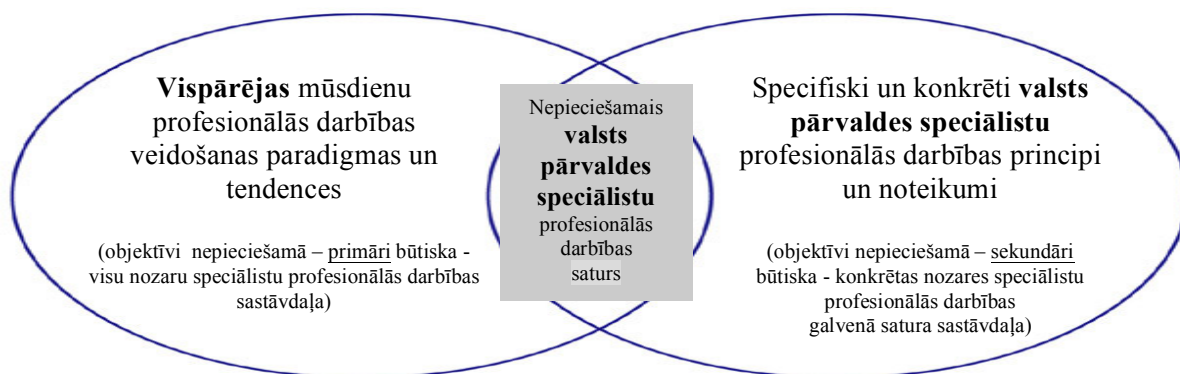 Vispārējas mūsdienu
profesionālās darbības
veidošanas paradigmas un
tendences
(objektīvi nepieciešamā – primāri būtiska -
visu nozaru speciālistu profesionālās darbības
sastāvdaļa)
Nepieciešamais
valsts
pārvaldes
speciālistu
profesionālās
darbības
saturs
Specifiski un konkrēti valsts
pārvaldes speciālistu
profesionālās darbības principi
un noteikumi
(objektīvi nepieciešamā – sekundāri
būtiska - konkrētas nozares speciālistu
profesionālās darbības
galvenā satura sastāvdaļa)